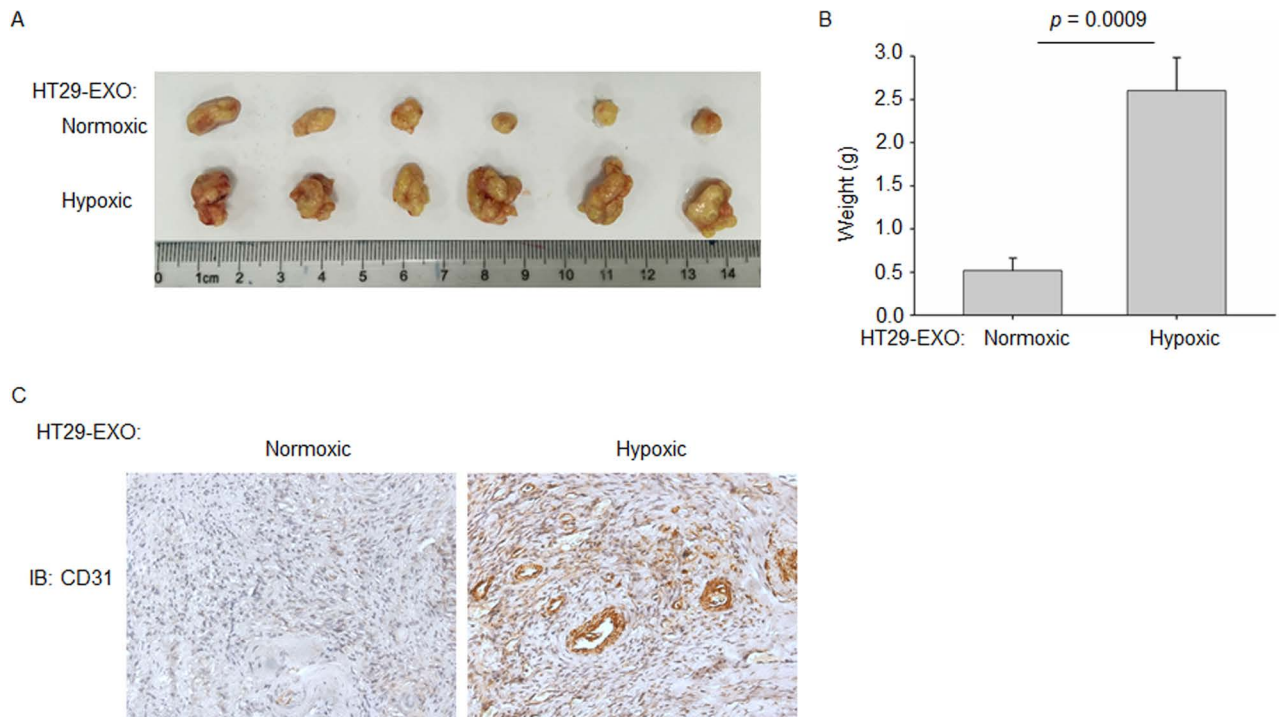 A
HT29-EXO:
Normoxic
Hypoxic
0 1cm 2 3 4 5 6 7 8 9 10 11 12 13 14
B
p = 0.0009
Weight (g)
3.0
2.5
2.0
1.5
1.0
0.5
0.0
HT29-EXO: Normoxic Hypoxic
C
HT29-EXO:
Normoxic Hypoxic
IB: CD31